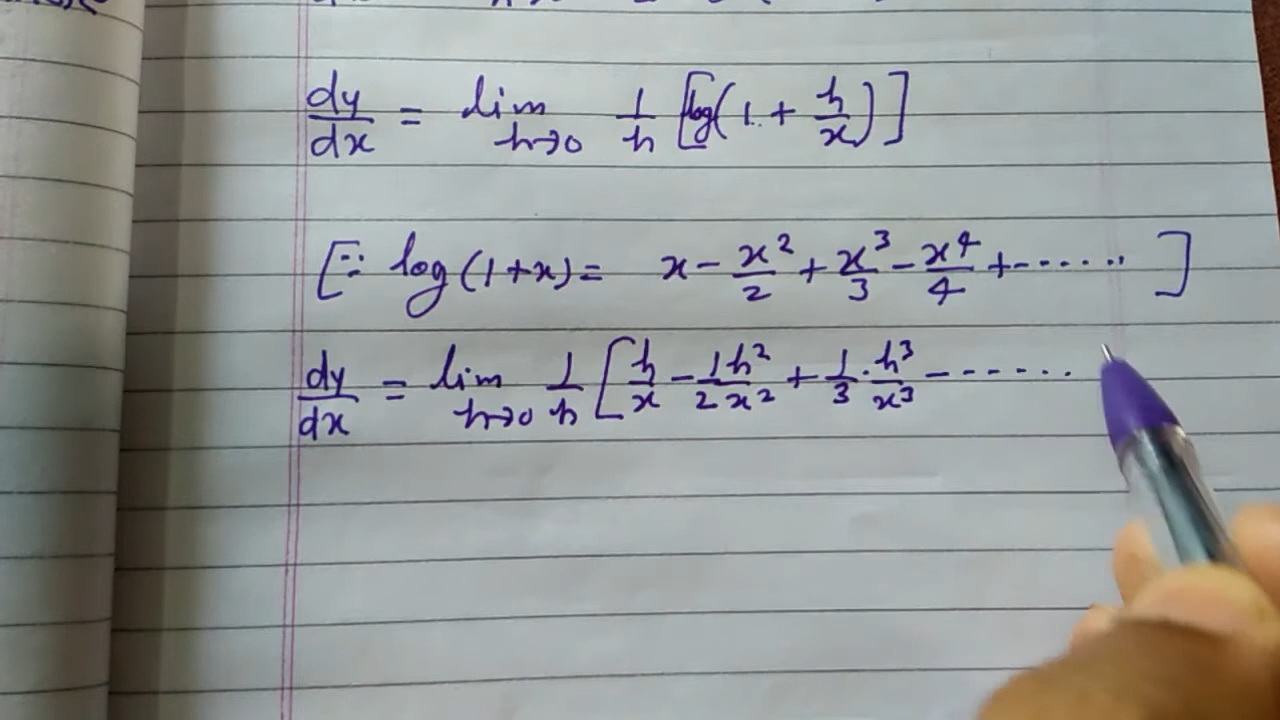 dy/dx = lim h→0 1/h [log(1 + h/x)]
[∵ log(1+x) = x - x²/2 + x³/3 - x⁴/4 + ------]
dy/dx = lim h→0 1/h [h/x - 1/2 h²/x² + 1/3 · h³/x³ - ------